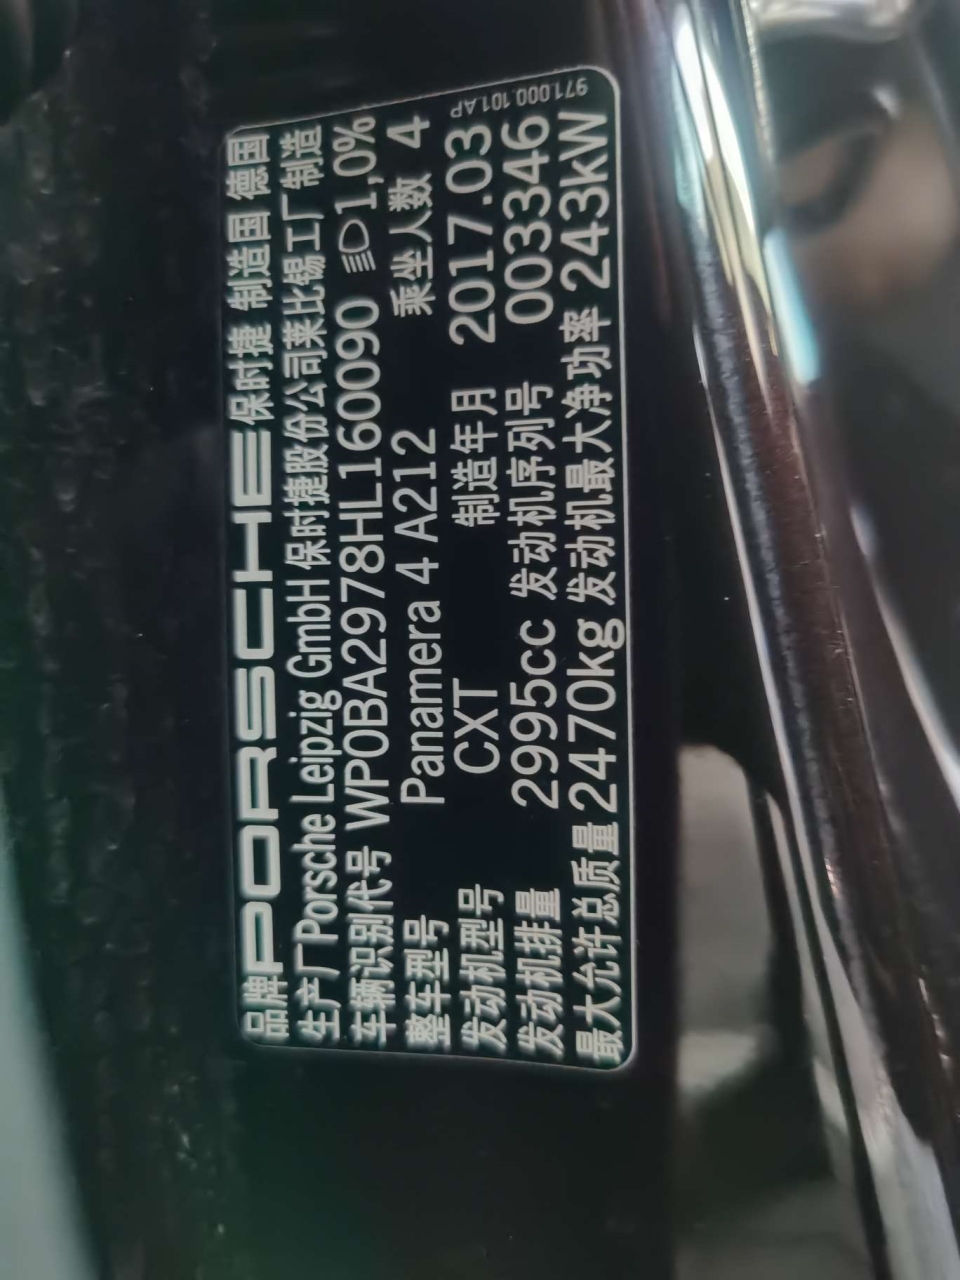 971.000.101.AP
品牌 PORSCHE 保时捷 制造国 德国
生产厂 Porsche Leipzig GmbH 保时捷股份公司莱比锡工厂制造
车辆识别代号 WP0BA2978HL160090 1,0%
整车型号 Panamera 4 A212 乘坐人数 4
发动机型号 CXT 制造年月 2017.03
发动机排量 2995cc 发动机序列号 003346
最大允许总质量 2470kg 发动机最大净功率 243kW